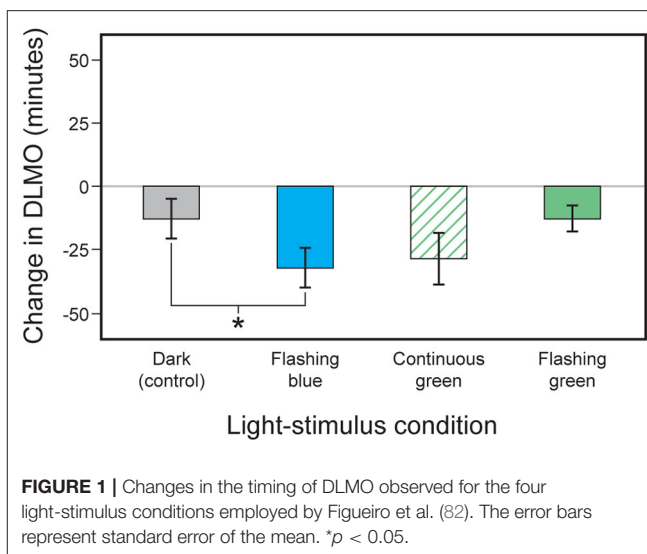 Change in DLMO (minutes)
50
25
0
-25
-50
*
Dark
(control)
Flashing
blue
Continuous
green
Flashing
green
Light-stimulus condition
FIGURE 1 | Changes in the timing of DLMO observed for the four
light-stimulus conditions employed by Figueiro et al. (82). The error bars
represent standard error of the mean. *p < 0.05.